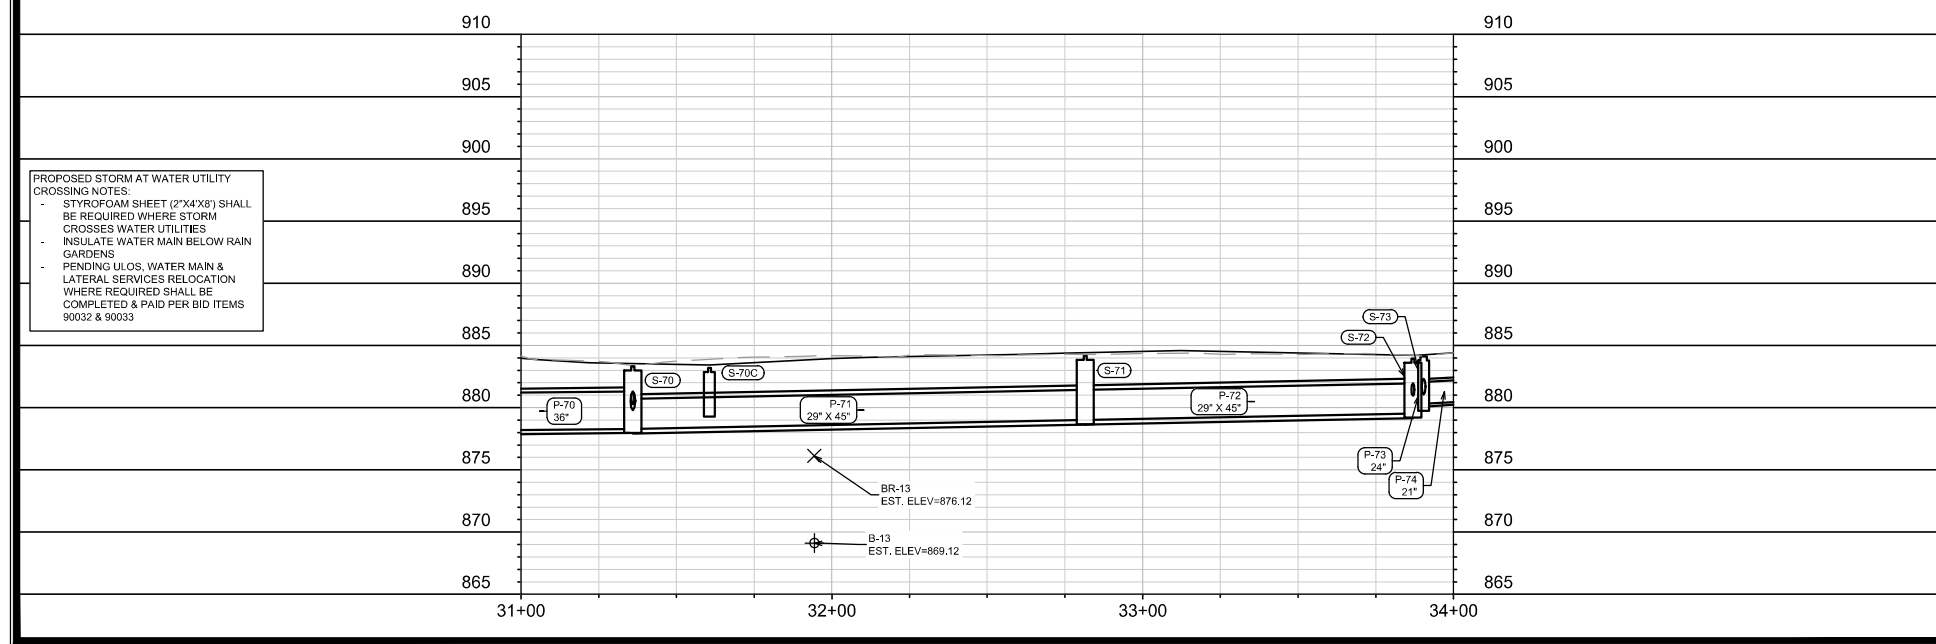 910
905
900
895
890
885
880
875
870
865
910
905
900
895
890
885
880
875
870
865
PROPOSED STORM AT WATER UTILITY
CROSSING NOTES:
- STYROFOAM SHEET (2"X4'X8') SHALL
BE REQUIRED WHERE STORM
CROSSES WATER UTILITIES
- INSULATE WATER MAIN BELOW RAIN
GARDENS
- PENDING ULOS, WATER MAIN &
LATERAL SERVICES RELOCATION
WHERE REQUIRED SHALL BE
COMPLETED & PAID PER BID ITEMS
90032 & 90033
S-73
S-72
S-70
S-70C
S-71
P-70
36"
P-71
29" X 45"
P-72
29" X 45"
P-73
24"
P-74
21"
BR-13
EST. ELEV=876.12
B-13
EST. ELEV=869.12
31+00
32+00
33+00
34+00